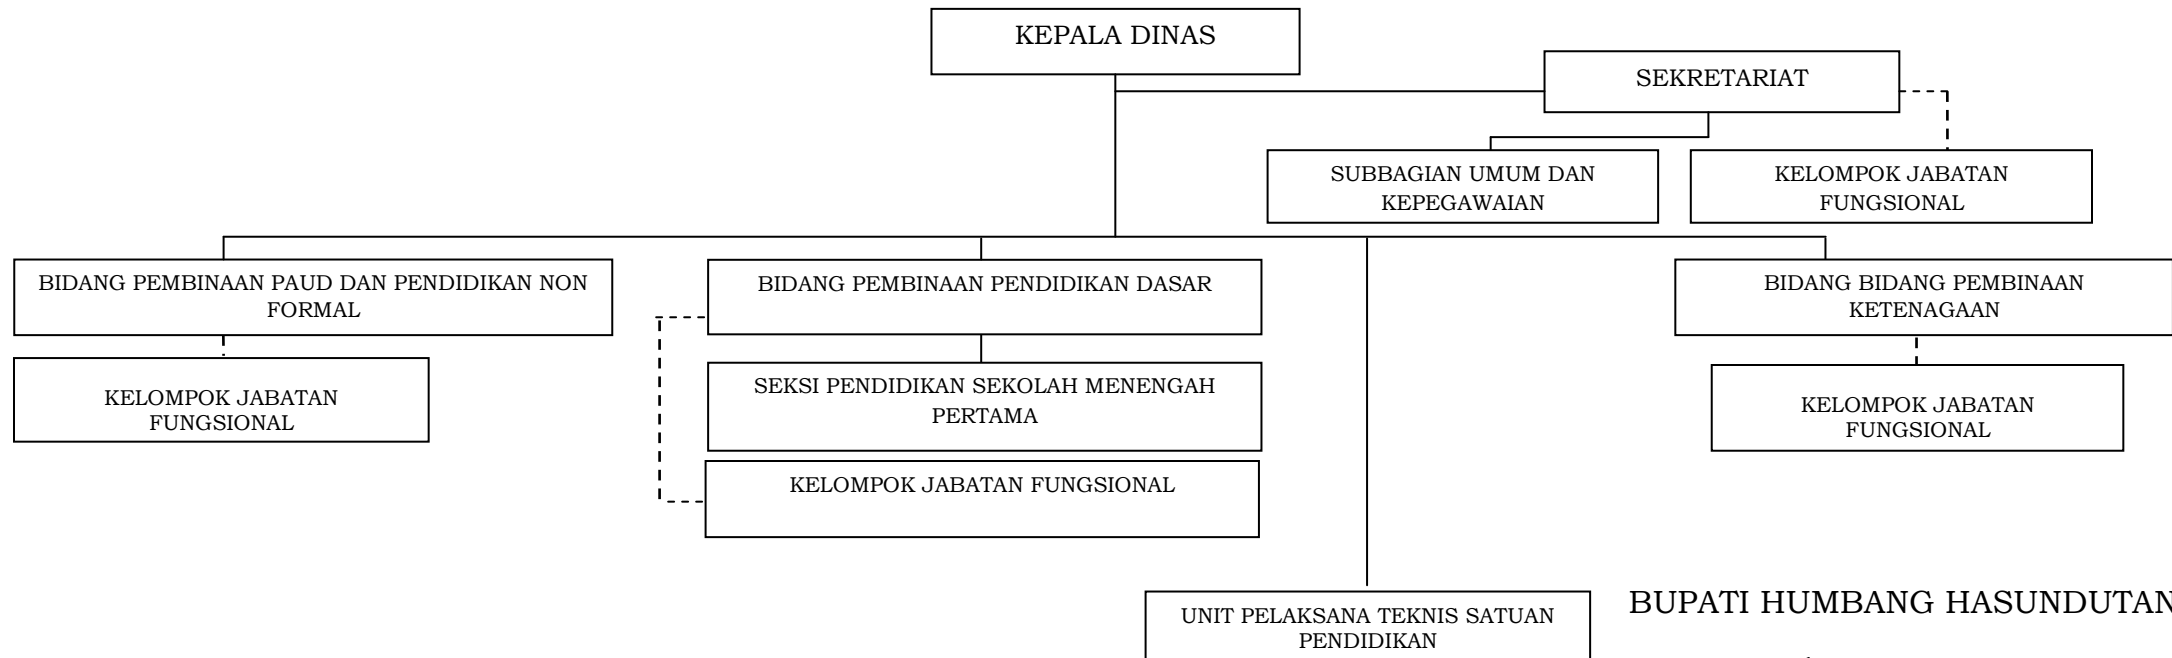 KEPALA DINAS
SEKRETARIAT
SUBBAGIAN UMUM DAN
KEPEGAWAIAN
KELOMPOK JABATAN
FUNGSIONAL
BIDANG PEMBINAAN PAUD DAN PENDIDIKAN NON
FORMAL
BIDANG PEMBINAAN PENDIDIKAN DASAR
BIDANG BIDANG PEMBINAAN
KETENAGAAN
KELOMPOK JABATAN
FUNGSIONAL
SEKSI PENDIDIKAN SEKOLAH MENENGAH
PERTAMA
KELOMPOK JABATAN FUNGSIONAL
KELOMPOK JABATAN
FUNGSIONAL
UNIT PELAKSANA TEKNIS SATUAN
PENDIDIKAN
BUPATI HUMBANG HASUNDUTAN